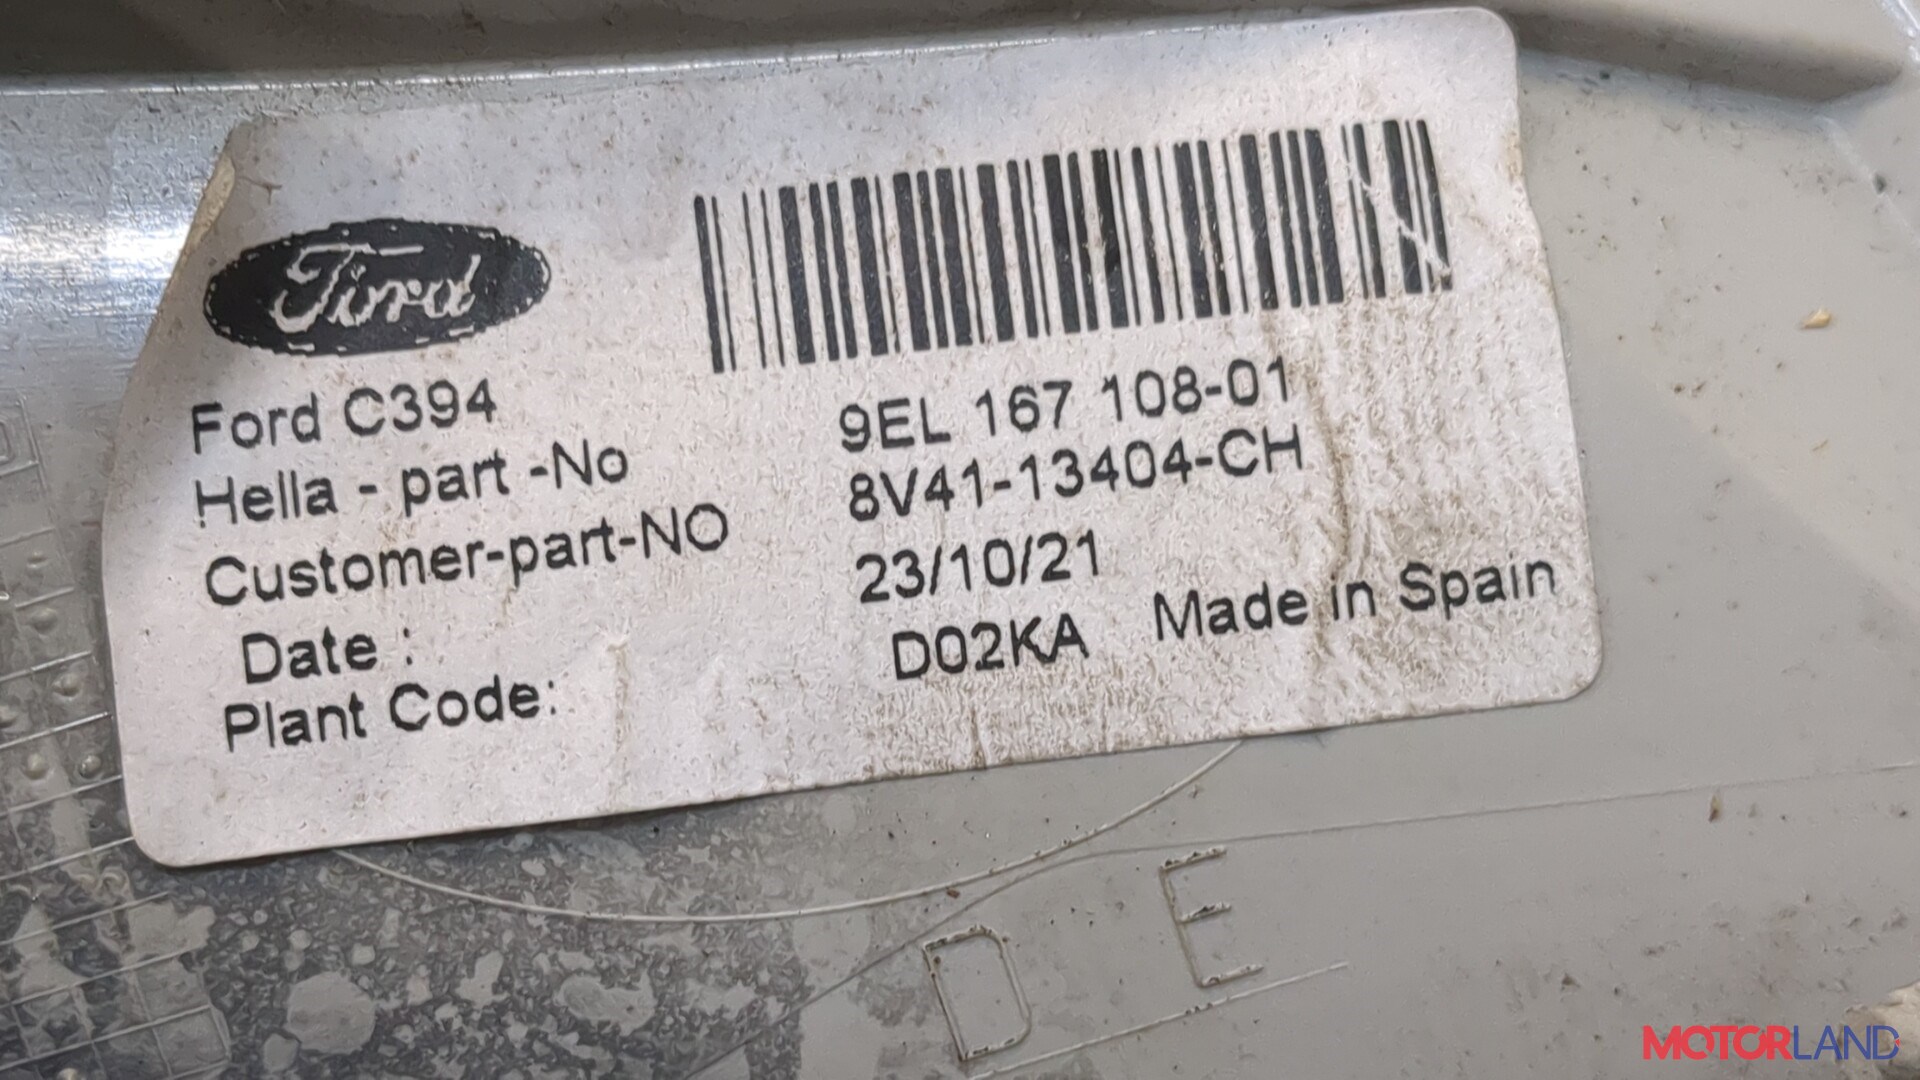 Ford
Ford C394
Hella - part -No 9EL 167 108-01
Customer-part-NO 8V41-13404-CH
Date : 23/10/21
Plant Code: D02KA Made in Spain
D E
MOTORLAND